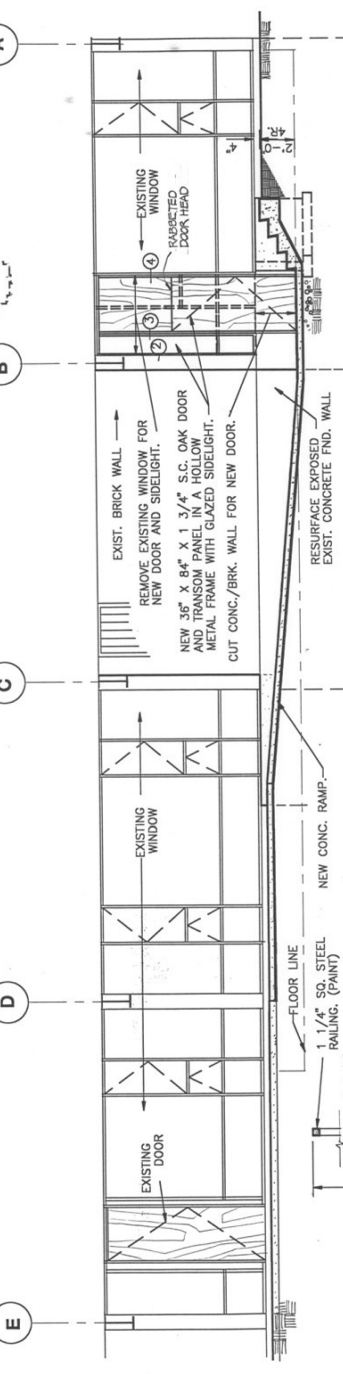 E
D
C
B
A
EXISTING
DOOR
EXISTING
WINDOW
EXIST. BRICK WALL
REMOVE EXISTING WINDOW FOR
NEW DOOR AND SIDELIGHT.
NEW 36" X 84" X 1 3/4" S.C. OAK DOOR
AND TRANSOM PANEL IN A HOLLOW
METAL FRAME WITH GLAZED SIDELIGHT.
CUT CONC./BRK. WALL FOR NEW DOOR.
2
3
4
RABBETED
DOOR HEAD
EXISTING
WINDOW
4"
2'-0"
4R.
FLOOR LINE
1 1/4" SQ. STEEL
RAILING. (PAINT)
NEW CONC. RAMP.
RESURFACE EXPOSED
EXIST. CONCRETE FND. WALL